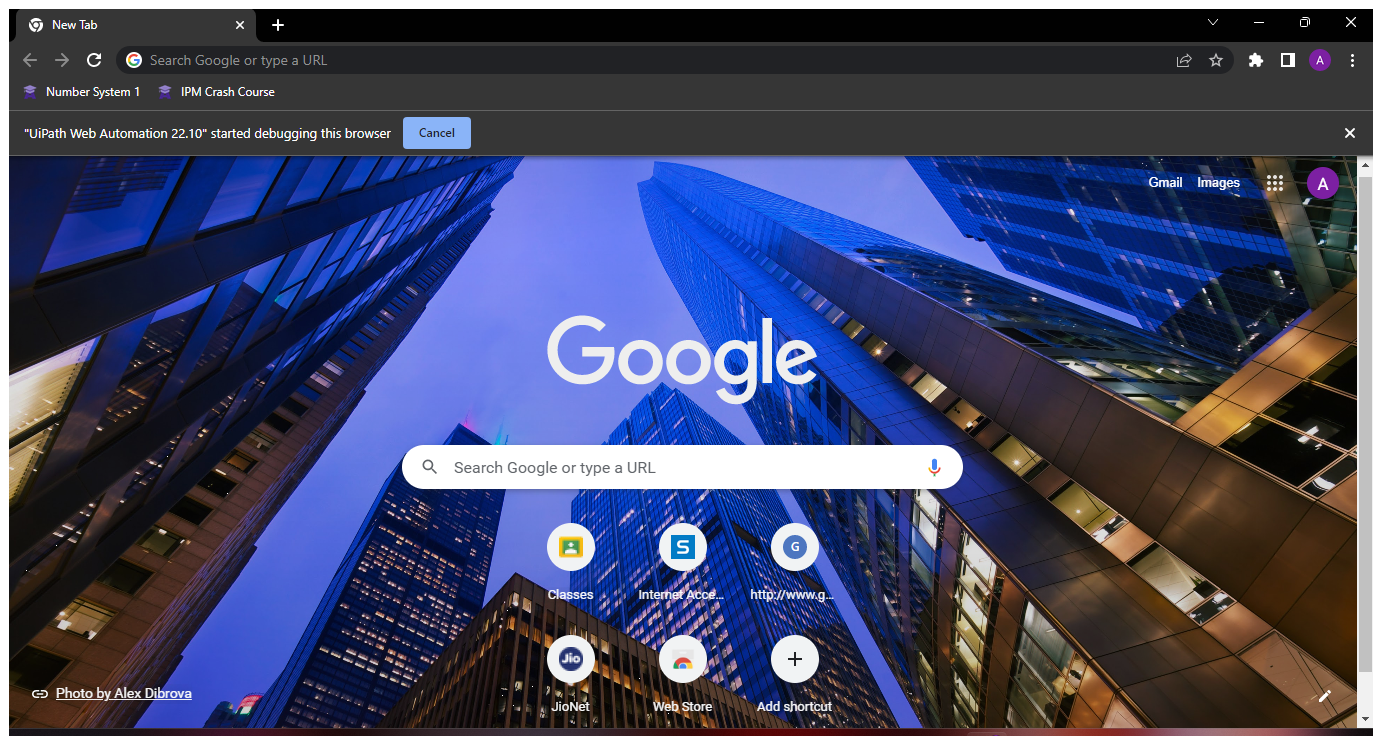 New Tab
Search Google or type a URL
A
Number System 1
IPM Crash Course
"UiPath Web Automation 22.10" started debugging this browser
Cancel
Gmail
Images
A
Google
Search Google or type a URL
S
G
Classes
Internet Acce...
http://www.g...
Jio
JioNet
Web Store
Add shortcut
Photo by Alex Dibrova